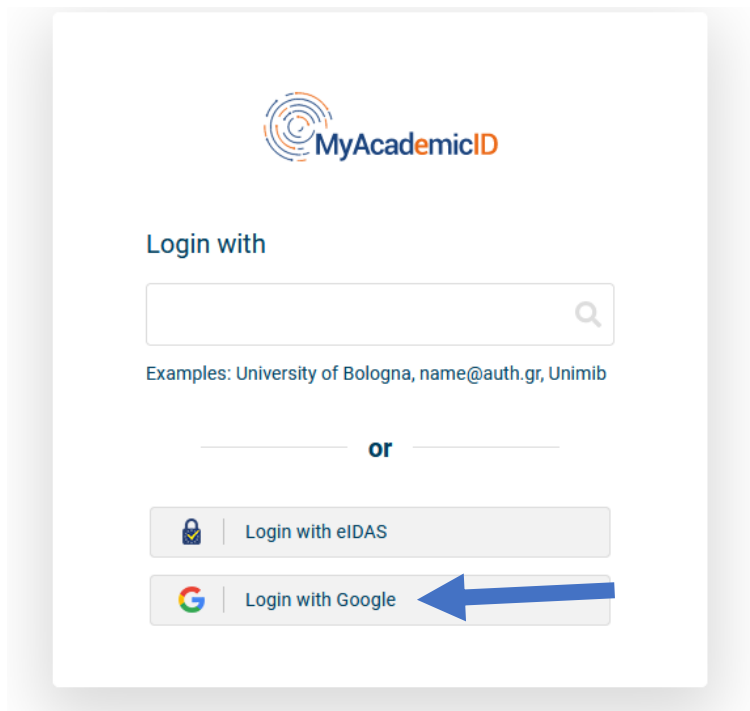 MyAcademicID
Login with
Examples: University of Bologna, name@auth.gr, Unimib
or
Login with eIDAS
Login with Google